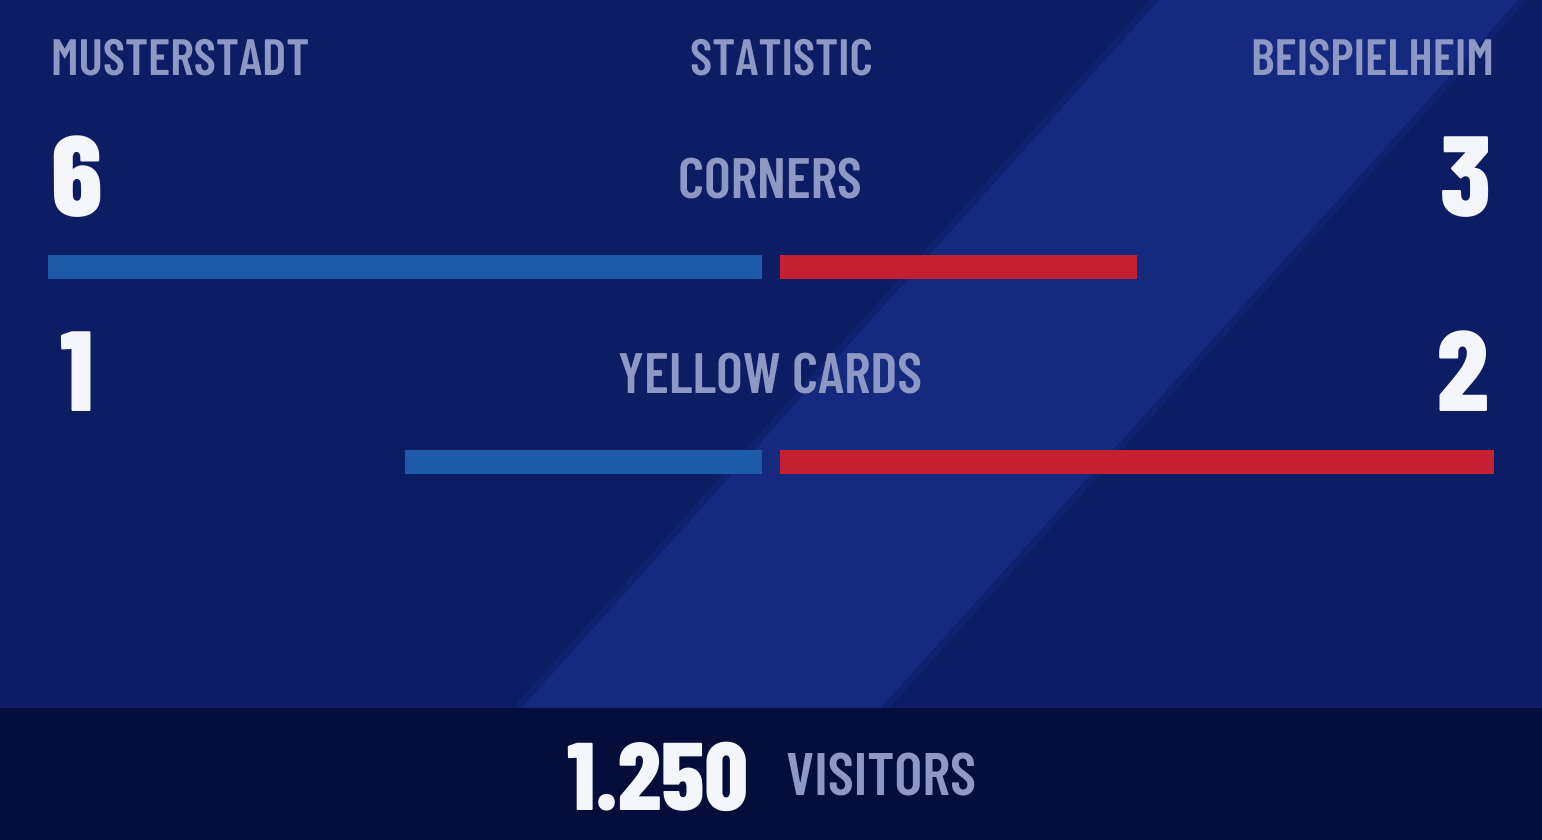 MUSTERSTADT STATISTIC BEISPIELHEIM
6 CORNERS 3
1 YELLOW CARDS 2
1.250 VISITORS